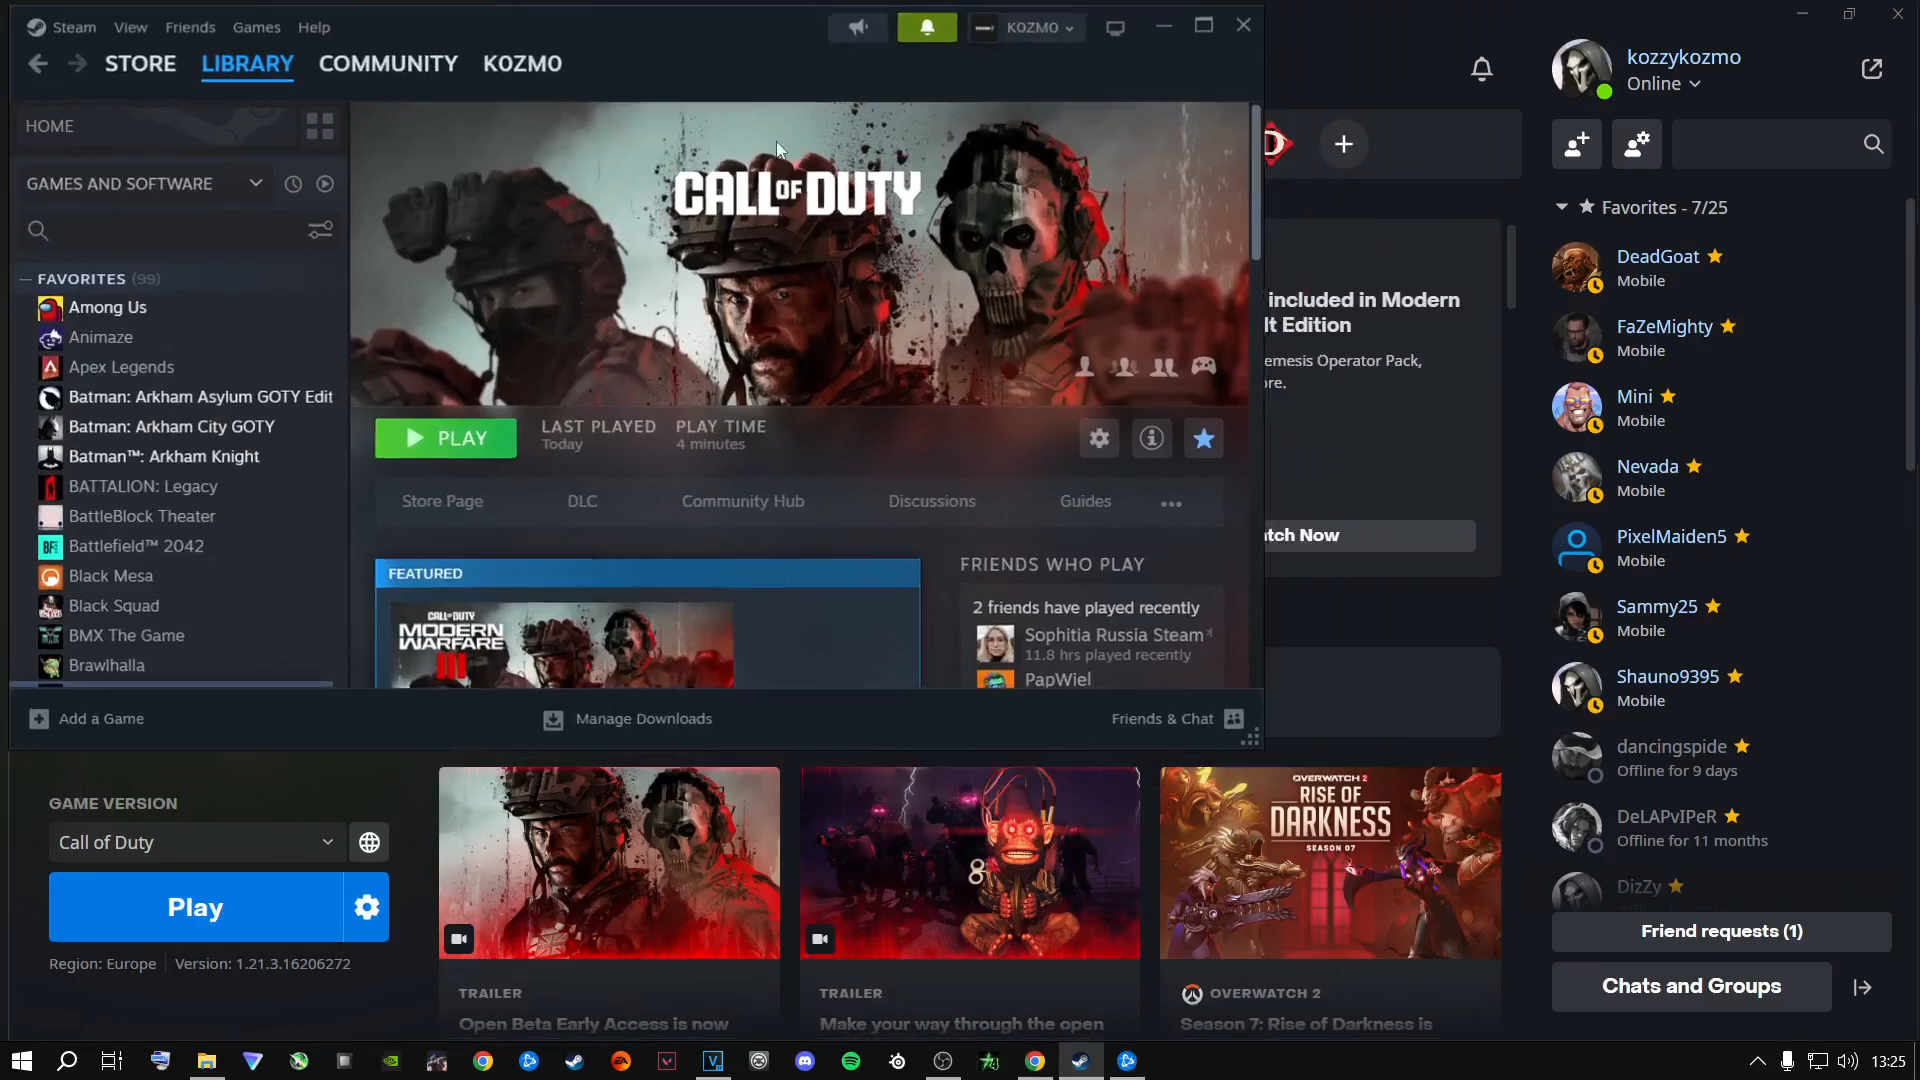 Steam View Friends Games Help
K0ZM0
STORE LIBRARY COMMUNITY K0ZM0
HOME
GAMES AND SOFTWARE
FAVORITES (99)
Among Us
Animaze
Apex Legends
Batman: Arkham Asylum GOTY Edit
Batman: Arkham City GOTY
Batman™: Arkham Knight
BATTALION: Legacy
BattleBlock Theater
Battlefield™ 2042
Black Mesa
Black Squad
BMX The Game
Brawlhalla
CALL OF DUTY
PLAY
LAST PLAYED
Today
PLAY TIME
4 minutes
Store Page DLC Community Hub Discussions Guides
FEATURED
CALL OF DUTY
MODERN
WARFARE
III
FRIENDS WHO PLAY
2 friends have played recently
Sophitia Russia Steam
11.8 hrs played recently
PapWiel
Add a Game
Manage Downloads
Friends & Chat
included in Modern
lt Edition
emesis Operator Pack,
ore.
tch Now
GAME VERSION
Call of Duty
Play
Region: Europe Version: 1.21.3.16206272
TRAILER
Open Beta Early Access is now
TRAILER
Make your way through the open
OVERWATCH 2
RISE OF
DARKNESS
SEASON 07
OVERWATCH 2
Season 7: Rise of Darkness is
kozzykozmo
Online
Favorites - 7/25
DeadGoat
Mobile
FaZeMighty
Mobile
Mini
Mobile
Nevada
Mobile
PixelMaiden5
Mobile
Sammy25
Mobile
Shauno9395
Mobile
dancingspide
Offline for 9 days
DeLAPvIPeR
Offline for 11 months
DizZy
Friend requests (1)
Chats and Groups
13:25